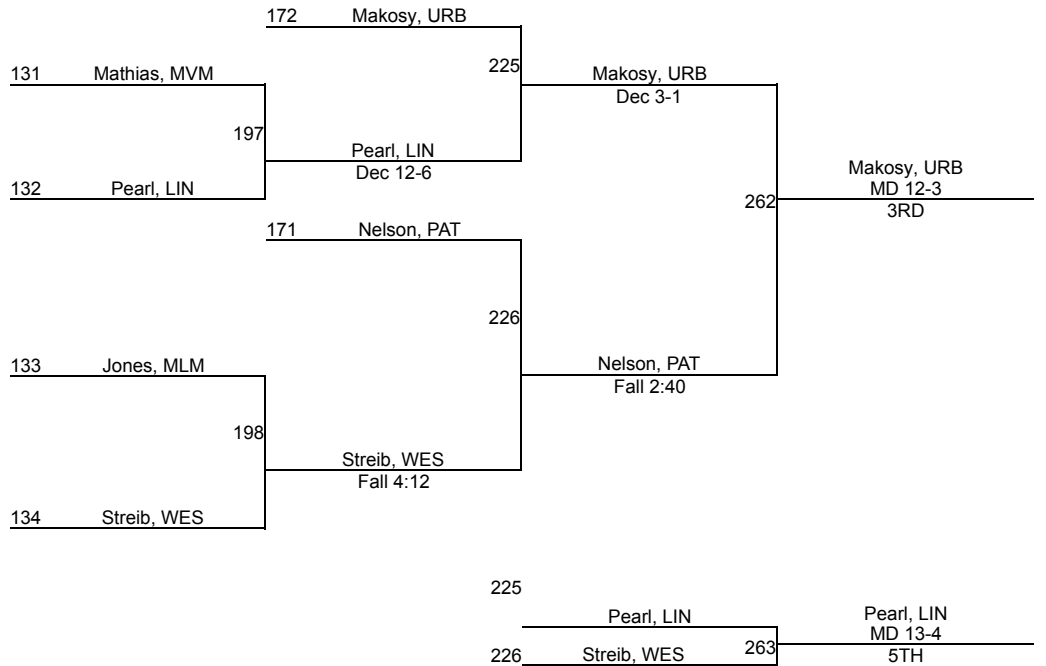 172 Makosy, URB
225
131 Mathias, MVM
Makosy, URB
Dec 3-1
197
Pearl, LIN
Dec 12-6
132 Pearl, LIN
Makosy, URB
MD 12-3
3RD
262
171 Nelson, PAT
226
133 Jones, MLM
Nelson, PAT
Fall 2:40
198
Streib, WES
Fall 4:12
134 Streib, WES
225
Pearl, LIN
Pearl, LIN
MD 13-4
5TH
263
226 Streib, WES